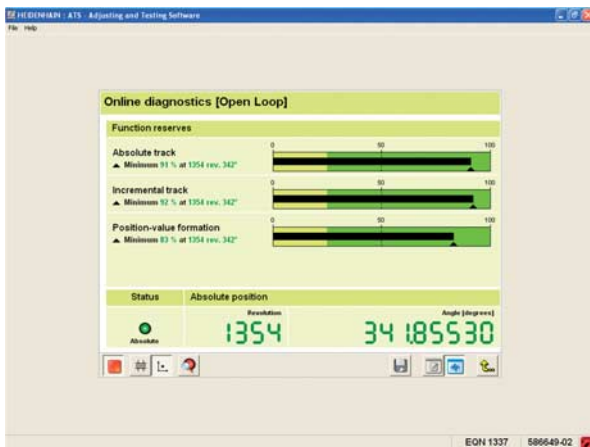 HEIDENHAIN : ATS - Adjusting and Testing Software
File Help
Online diagnostics [Open Loop]
Function reserves
Absolute track
Minimum 91 % at 1354 rev. 342°
0 50 100
Incremental track
Minimum 92 % at 1354 rev. 342°
0 50 100
Position-value formation
Minimum 83 % at 1354 rev. 342°
0 50 100
Status Absolute position
Absolute
Revolution
1354
Angle [degrees]
341.85530
EQN 1337 586649-02